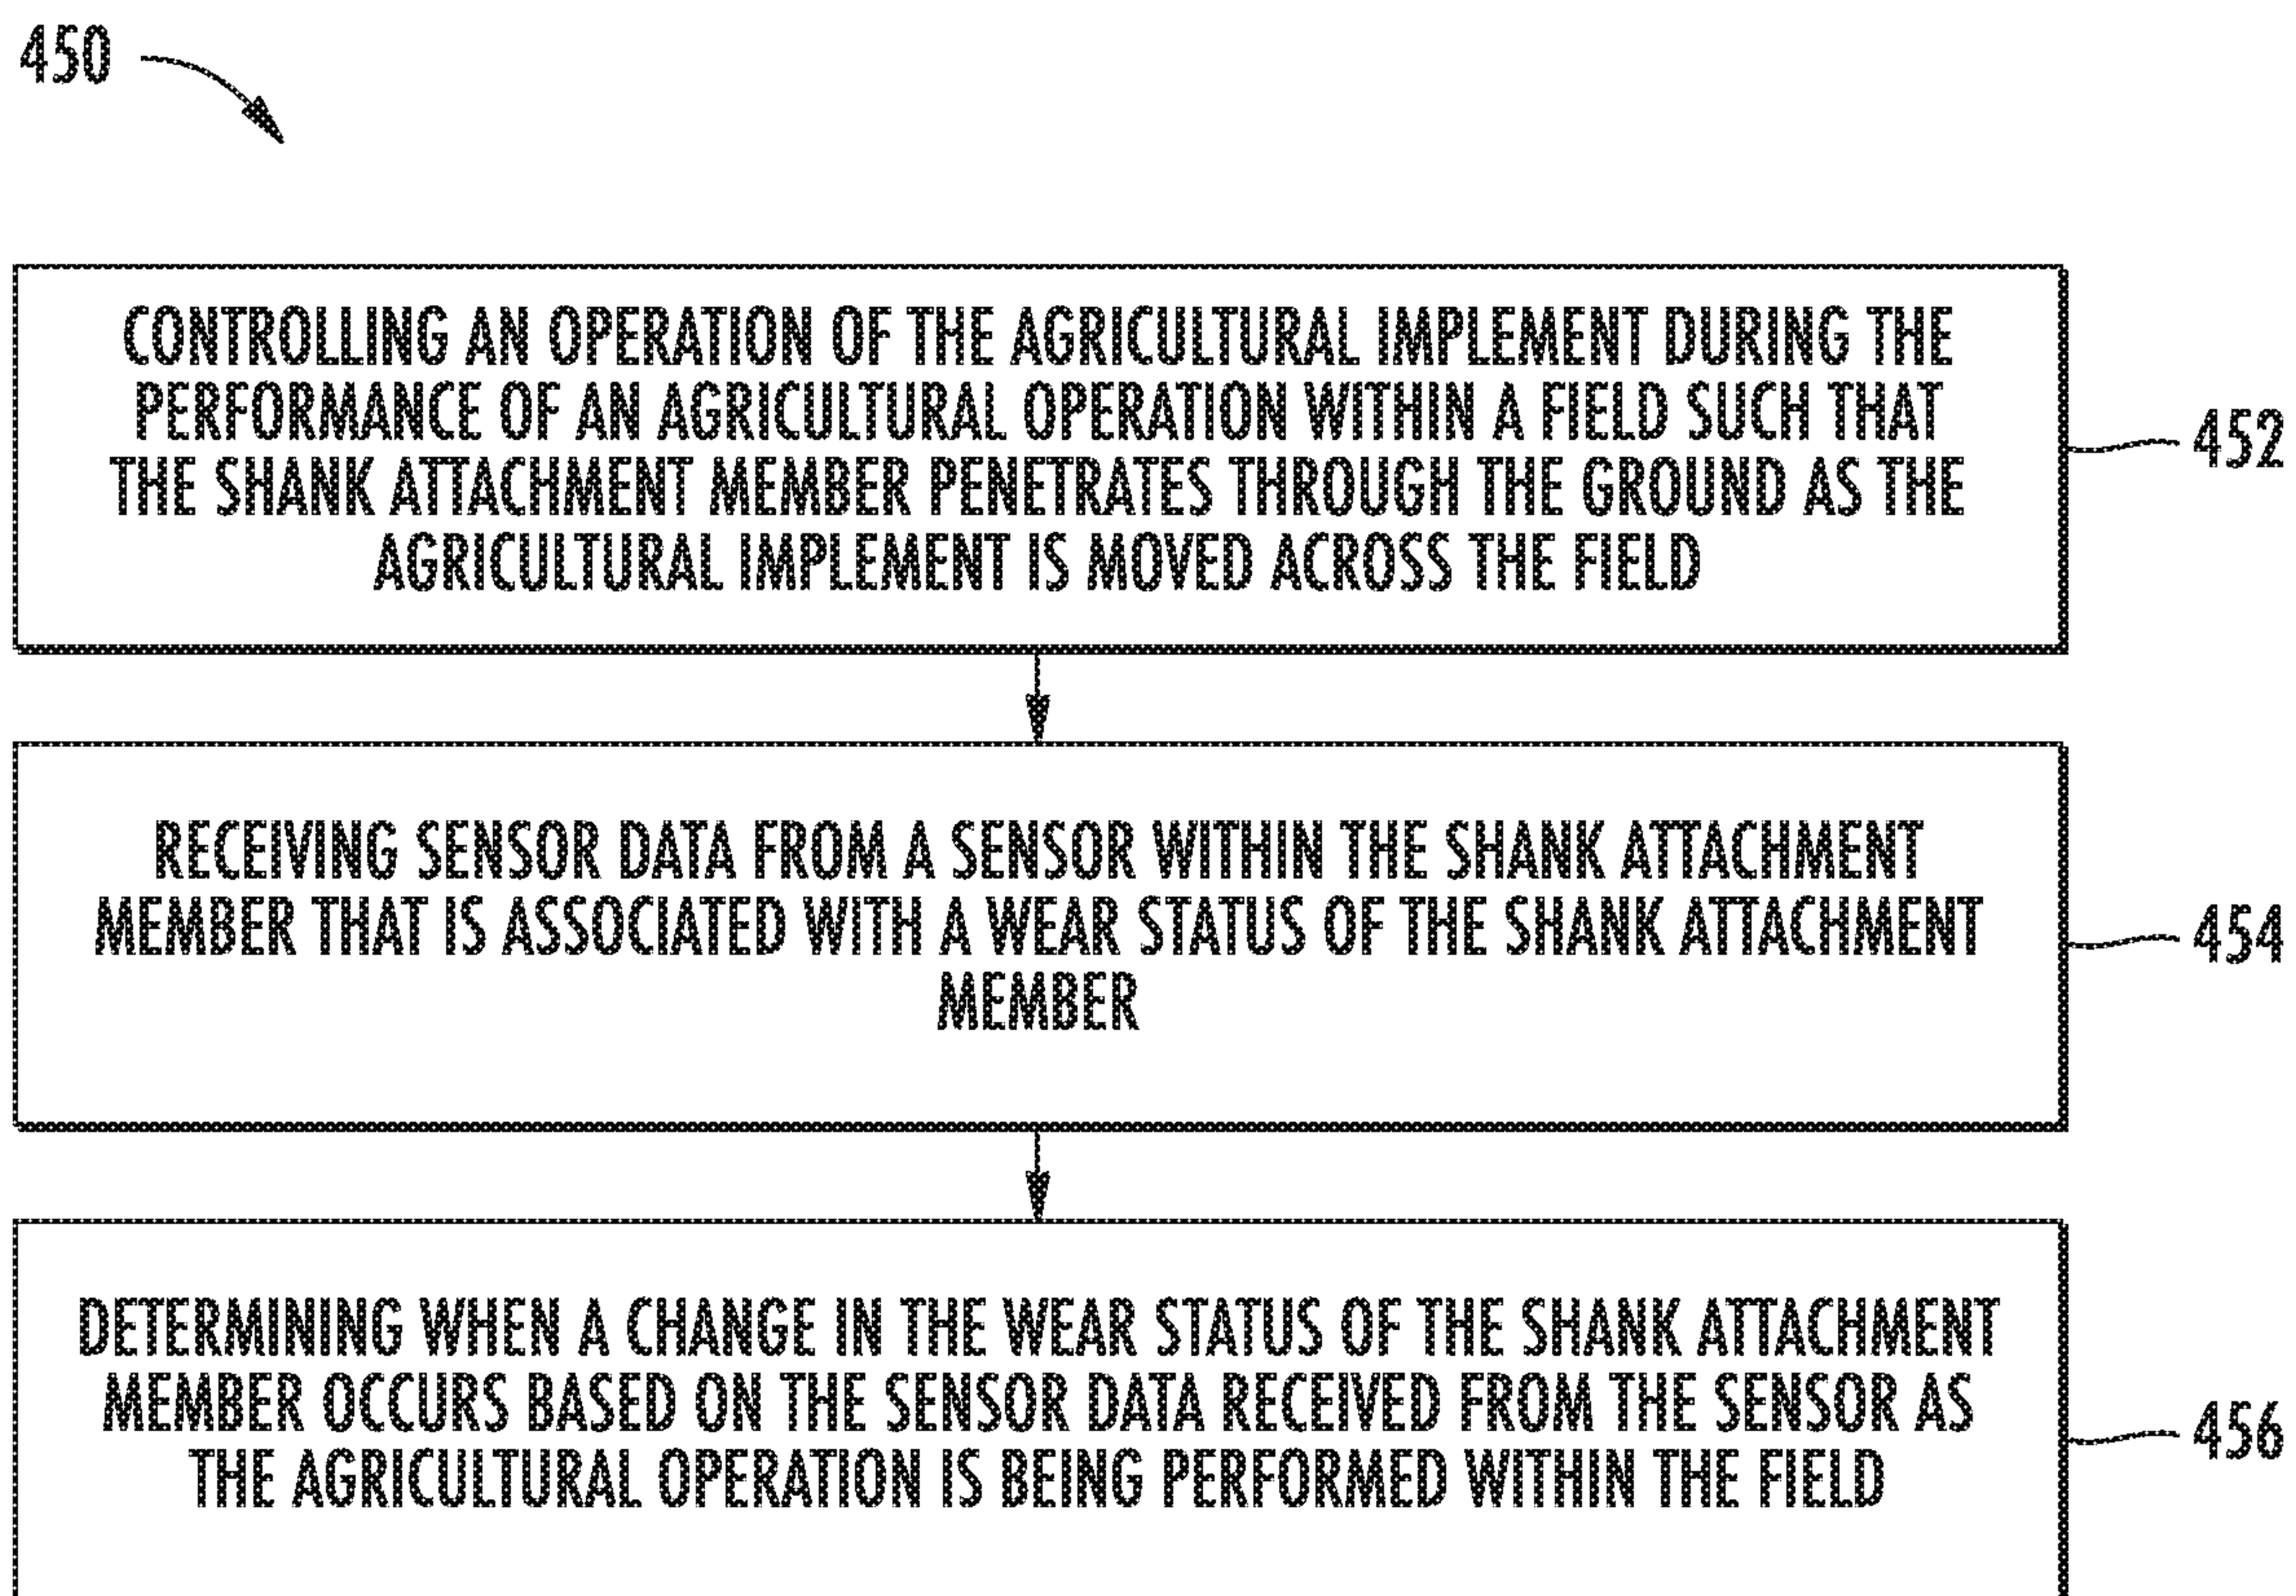 450
CONTROLLING AN OPERATION OF THE AGRICULTURAL IMPLEMENT DURING THE
PERFORMANCE OF AN AGRICULTURAL OPERATION WITHIN A FIELD SUCH THAT
THE SHANK ATTACHMENT MEMBER PENETRATES THROUGH THE GROUND AS THE
AGRICULTURAL IMPLEMENT IS MOVED ACROSS THE FIELD
452
RECEIVING SENSOR DATA FROM A SENSOR WITHIN THE SHANK ATTACHMENT
MEMBER THAT IS ASSOCIATED WITH A WEAR STATUS OF THE SHANK ATTACHMENT
MEMBER
454
DETERMINING WHEN A CHANGE IN THE WEAR STATUS OF THE SHANK ATTACHMENT
MEMBER OCCURS BASED ON THE SENSOR DATA RECEIVED FROM THE SENSOR AS
THE AGRICULTURAL OPERATION IS BEING PERFORMED WITHIN THE FIELD
456